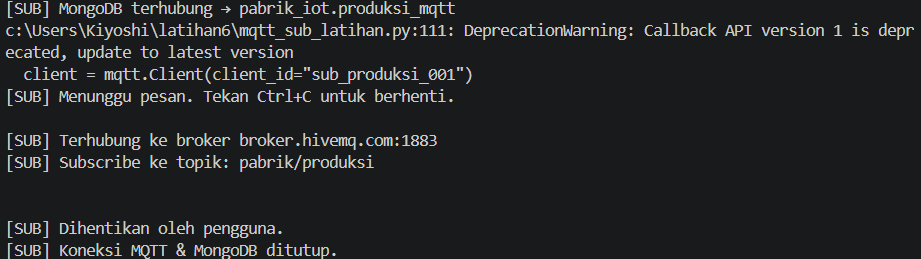 [SUB] MongoDB terhubung → pabrik_iot.produksi_mqtt
c:\Users\Kiyoshi\latihan6\mqtt_sub_latihan.py:111: DeprecationWarning: Callback API version 1 is depr
ecated, update to latest version
  client = mqtt.Client(client_id="sub_produksi_001")
[SUB] Menunggu pesan. Tekan Ctrl+C untuk berhenti.
[SUB] Terhubung ke broker broker.hivemq.com:1883
[SUB] Subscribe ke topik: pabrik/produksi
[SUB] Dihentikan oleh pengguna.
[SUB] Koneksi MQTT & MongoDB ditutup.